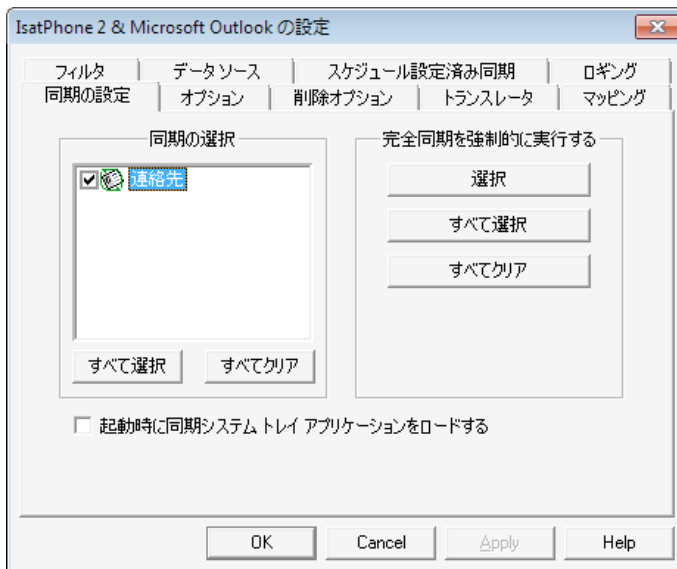 IsatPhone 2 & Microsoft Outlook の設定
フィルタ データソース スケジュール設定済み同期 ロギング
同期の設定 オプション 削除オプション トランスレータ マッピング
同期の選択
連絡先
すべて選択 すべてクリア
完全同期を強制的に実行する
選択
すべて選択
すべてクリア
起動時に同期システム トレイ アプリケーションをロードする
OK Cancel Apply Help